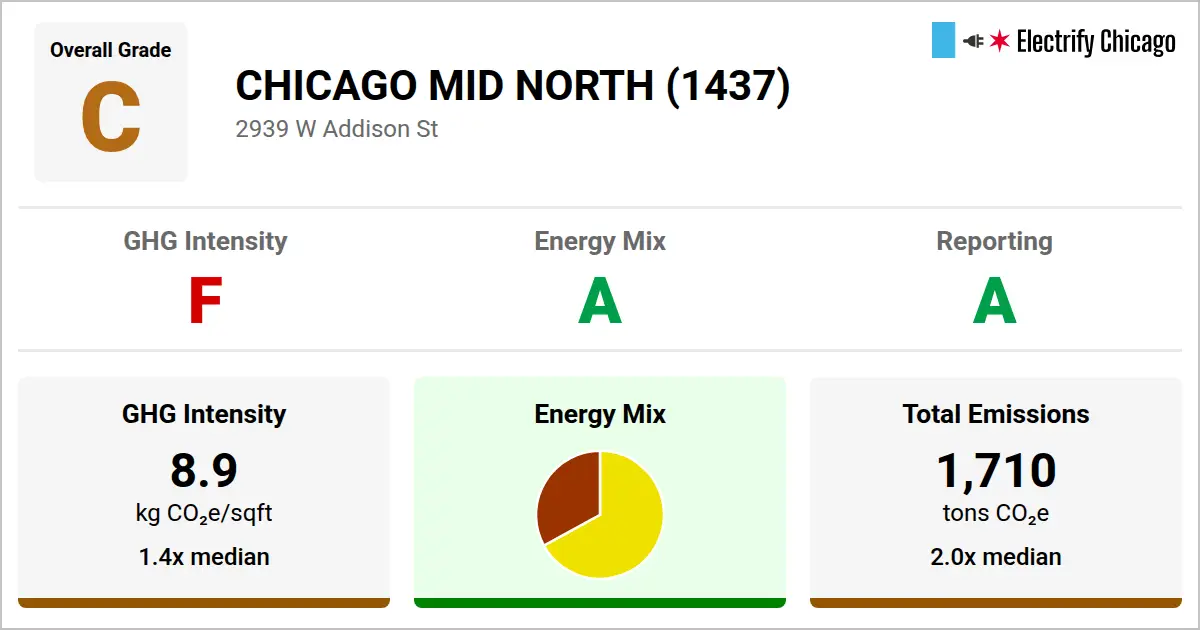 Overall Grade
C
CHICAGO MID NORTH (1437)
2939 W Addison St
Electrify Chicago
GHG Intensity
F
Energy Mix
A
Reporting
A
GHG Intensity
8.9
kg CO₂e/sqft
1.4x median
Energy Mix
Total Emissions
1,710
tons CO₂e
2.0x median